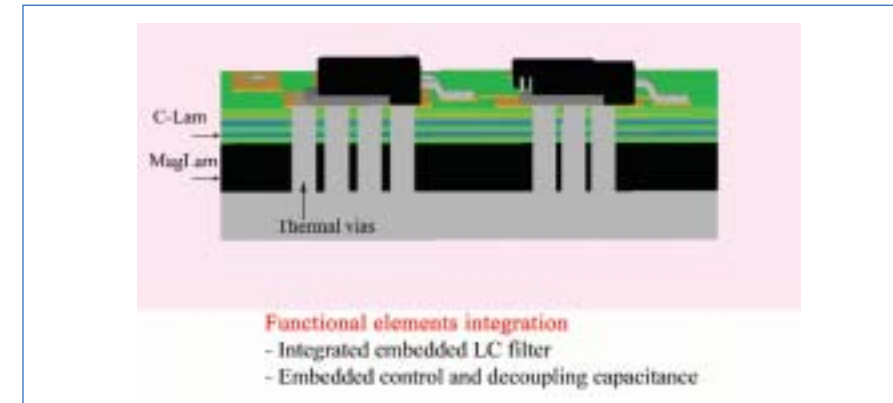 C-Lam
MagLam
Thermal vias
Functional elements integration
- Integrated embedded LC filter
- Embedded control and decoupling capacitance